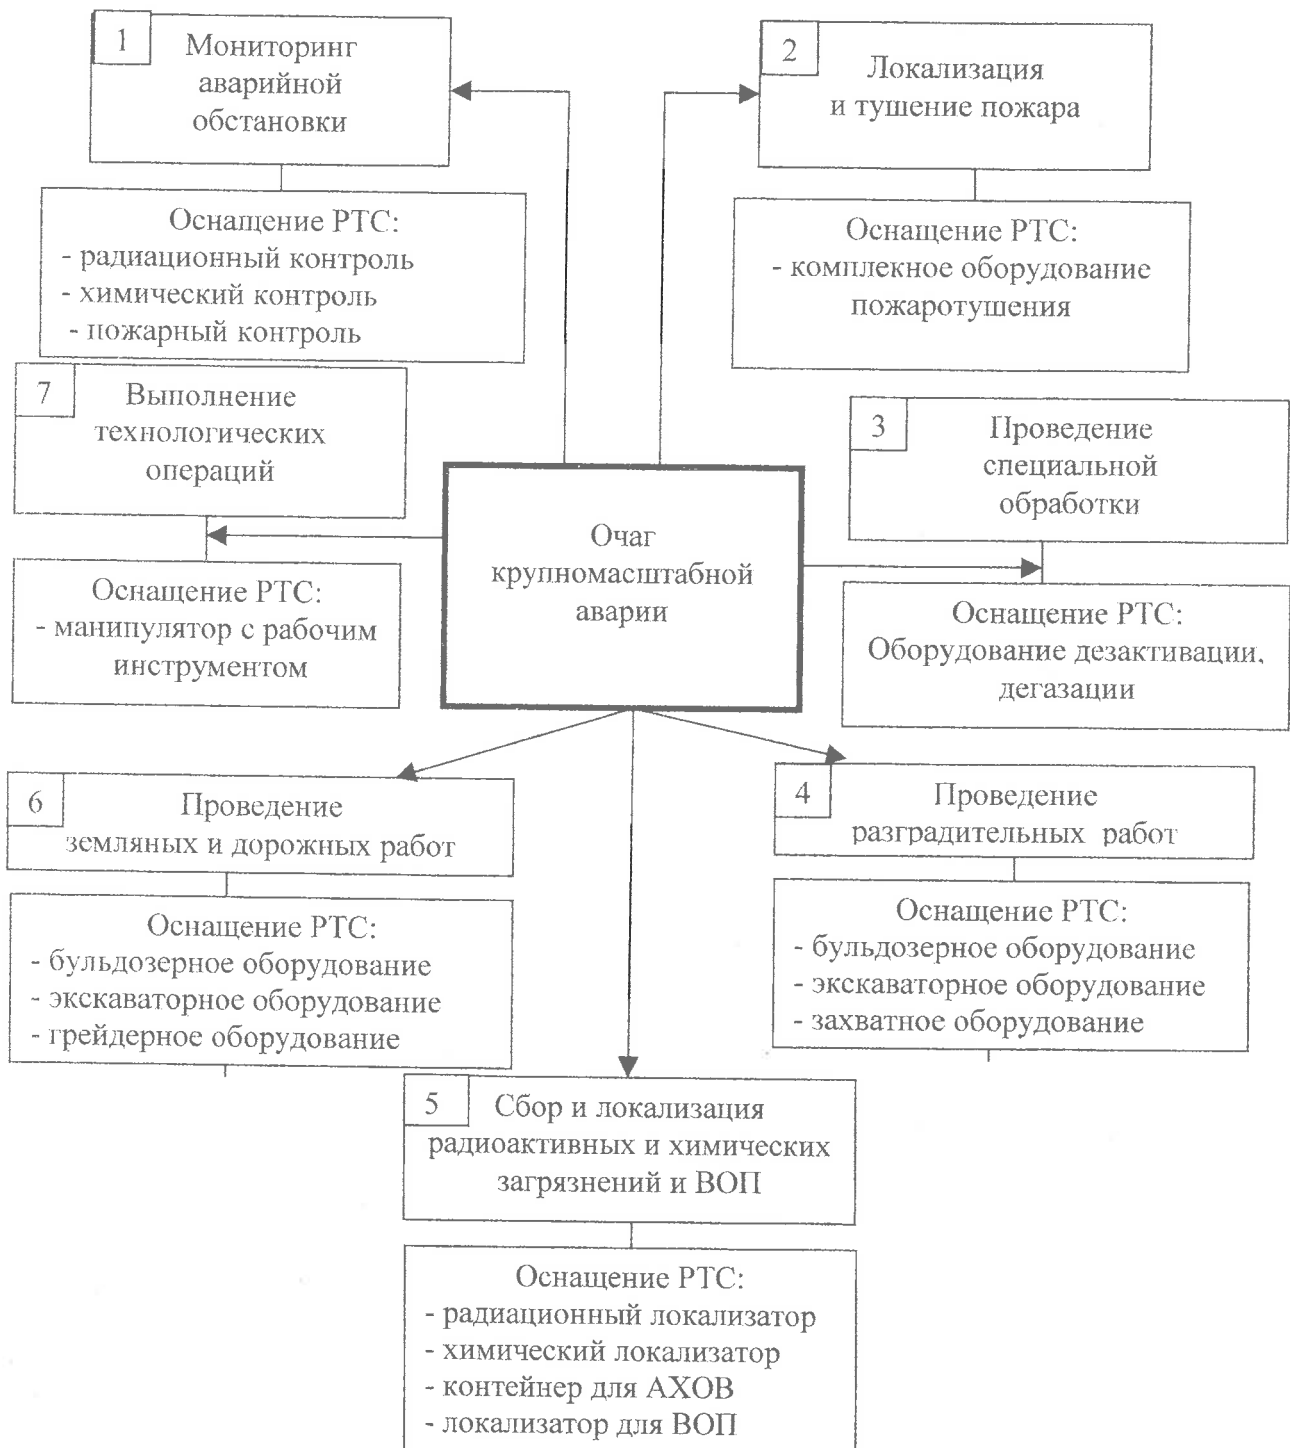 1
Мониторинг
аварийной
обстановки
Оснащение РТС:
- радиационный контроль
- химический контроль
- пожарный контроль
2
Локализация
и тушение пожара
Оснащение РТС:
- комплекное оборудование
пожаротушения
7
Выполнение
технологических
операций
Оснащение РТС:
- манипулятор с рабочим
инструментом
Очаг
крупномасштабной
аварии
3
Проведение
специальной
обработки
Оснащение РТС:
Оборудование дезактивации,
дегазации
6
Проведение
земляных и дорожных работ
Оснащение РТС:
- бульдозерное оборудование
- экскаваторное оборудование
- грейдерное оборудование
4
Проведение
разградительных работ
Оснащение РТС:
- бульдозерное оборудование
- экскаваторное оборудование
- захватное оборудование
5
Сбор и локализация
радиоактивных и химических
загрязнений и ВОП
Оснащение РТС:
- радиационный локализатор
- химический локализатор
- контейнер для АХОВ
- локализатор для ВОП